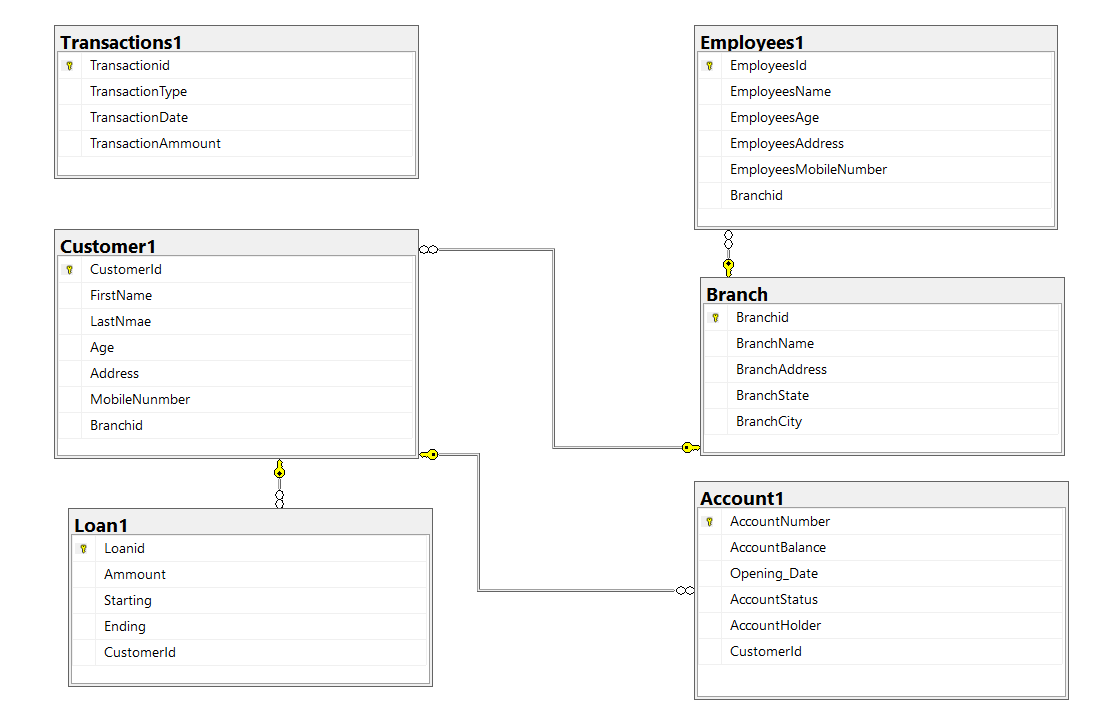 Transactions1
Transactionid
TransactionType
TransactionDate
TransactionAmmount
Employees1
EmployeesId
EmployeesName
EmployeesAge
EmployeesAddress
EmployeesMobileNumber
Branchid
Customer1
CustomerId
FirstName
LastNmae
Age
Address
MobileNunmber
Branchid
Branch
Branchid
BranchName
BranchAddress
BranchState
BranchCity
Loan1
Loanid
Ammount
Starting
Ending
CustomerId
Account1
AccountNumber
AccountBalance
Opening_Date
AccountStatus
AccountHolder
CustomerId